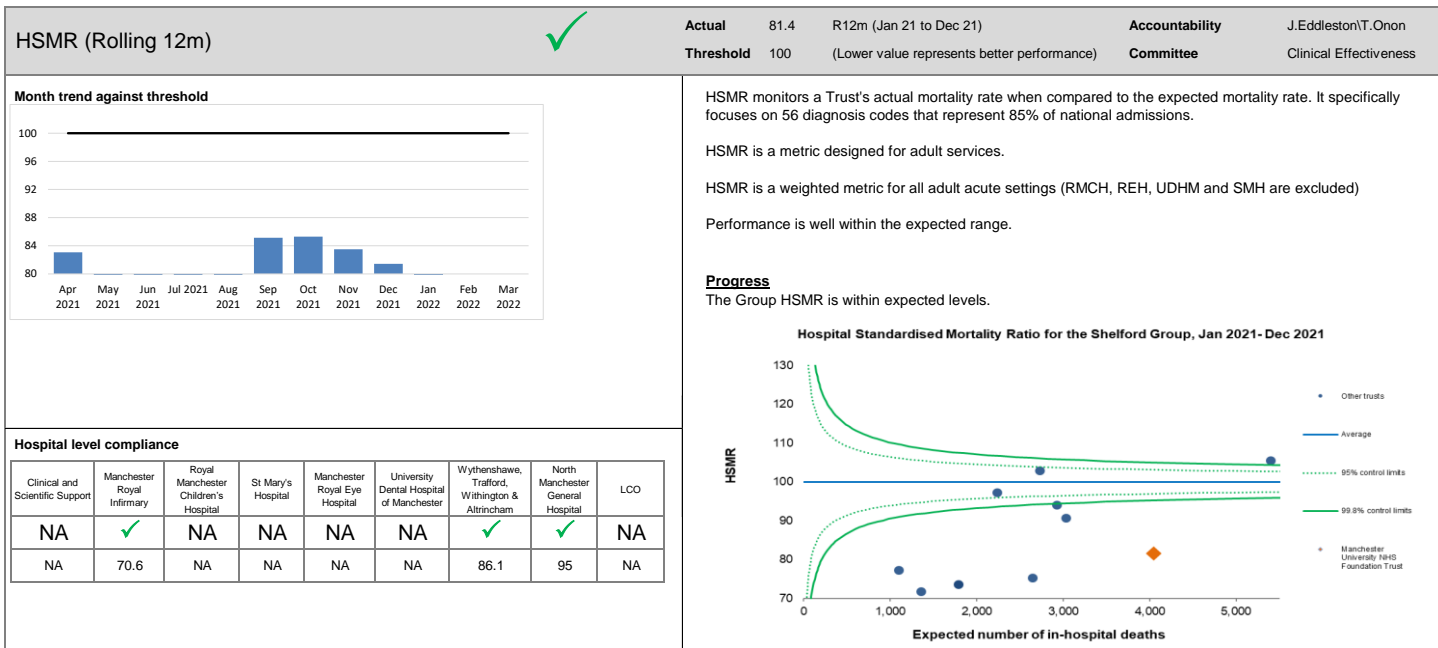 HSMR (Rolling 12m)
Actual 81.4 R12m (Jan 21 to Dec 21) Accountability J.Eddleston\T.Onon
Threshold 100 (Lower value represents better performance) Committee Clinical Effectiveness
Month trend against threshold
100
96
92
88
84
80
Apr 2021 May 2021 Jun 2021 Jul 2021 Aug 2021 Sep 2021 Oct 2021 Nov 2021 Dec 2021 Jan 2022 Feb 2022 Mar 2022
Hospital level compliance
Clinical and Scientific Support
Manchester Royal Infirmary
Royal Manchester Children's Hospital
St Mary's Hospital
Manchester Royal Eye Hospital
University Dental Hospital of Manchester
Wythenshawe, Trafford, Withington & Altrincham
North Manchester General Hospital
LCO
NA ✓ NA NA NA NA ✓ ✓ NA
NA 70.6 NA NA NA NA 86.1 95 NA
HSMR monitors a Trust's actual mortality rate when compared to the expected mortality rate. It specifically
focuses on 56 diagnosis codes that represent 85% of national admissions.
HSMR is a metric designed for adult services.
HSMR is a weighted metric for all adult acute settings (RMCH, REH, UDHM and SMH are excluded)
Performance is well within the expected range.
Progress
The Group HSMR is within expected levels.
Hospital Standardised Mortality Ratio for the Shelford Group, Jan 2021- Dec 2021
HSMR
130
120
110
100
90
80
70
0 1,000 2,000 3,000 4,000 5,000
Expected number of in-hospital deaths
Other trusts
Average
95% control limits
99.8% control limits
Manchester
University NHS
Foundation Trust